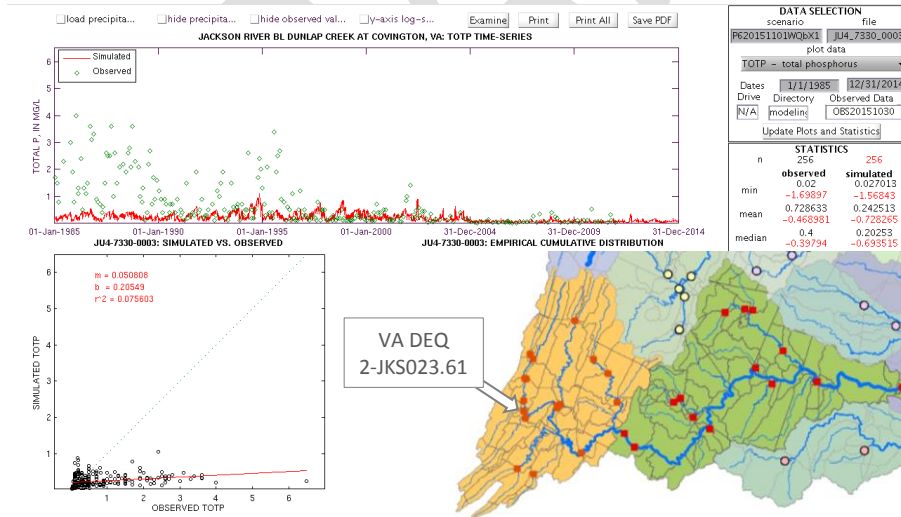 load precipita...
hide precipita...
hide observed val...
y-axis log-s...
Examine
Print
Print All
Save PDF
JACKSON RIVER BL DUNLAP CREEK AT COVINGTON, VA: TOTP TIME-SERIES
Simulated
Observed
TOTAL P, IN MG/L
6
5
4
3
2
1
01-Jan-1985
01-Jan-1990
01-Jan-1995
01-Jan-2000
31-Dec-2004
31-Dec-2009
31-Dec-2014
DATA SELECTION
scenario file
P620151101WQbX1 JU4_7330_0003
plot data
TOTP - total phosphorus
Dates 1/1/1985 12/31/2014
Drive Directory Observed Data
N/A modeling OBS20151030
Update Plots and Statistics
STATISTICS
n 256 256
observed simulated
min 0.02 0.027013
-1.69897 -1.56843
mean 0.728633 0.242513
-0.468981 -0.728265
median 0.4 0.20253
-0.39794 -0.693515
JU4-7330-0003: SIMULATED VS. OBSERVED
JU4-7330-0003: EMPIRICAL CUMULATIVE DISTRIBUTION
m = 0.050808
b = 0.20549
r^2 = 0.075603
SIMULATED TOTP
6
5
4
3
2
1
1 2 3 4 5 6
OBSERVED TOTP
VA DEQ
2-JKS023.61